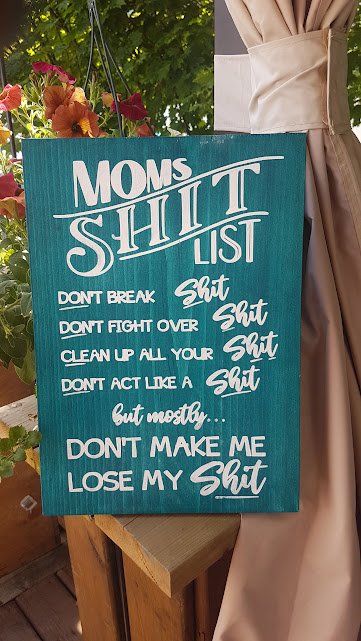 MOMS
SHIT
LIST
DON'T BREAK Shit
DON'T FIGHT OVER Shit
CLEAN UP ALL YOUR Shit
DON'T ACT LIKE A Shit
but mostly...
DON'T MAKE ME
LOSE MY Shit